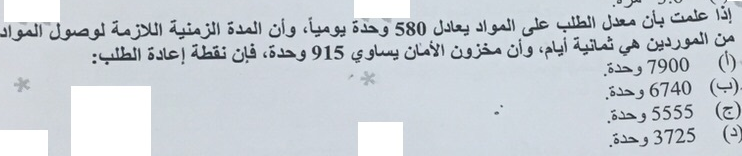 إذا علمت بأن معدل الطلب على المواد يعادل 580 وحدة يومياً، وأن المدة الزمنية اللازمة لوصول المواد
من الموردين هي ثمانية أيام، وأن مخزون الأمان يساوي 915 وحدة، فإن نقطة إعادة الطلب:
(أ) 7900 وحدة.
(ب) 6740 وحدة.
(ج) 5555 وحدة.
(د) 3725 وحدة.